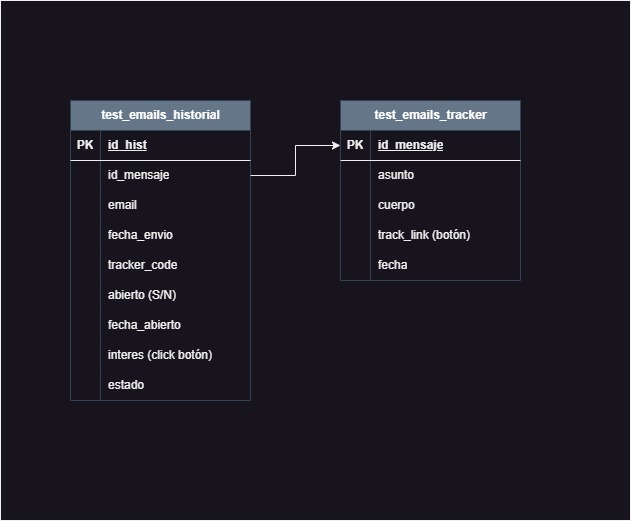 test_emails_historial
PK id_hist
id_mensaje
email
fecha_envio
tracker_code
abierto (S/N)
fecha_abierto
interes (click botón)
estado
test_emails_tracker
PK id_mensaje
asunto
cuerpo
track_link (botón)
fecha